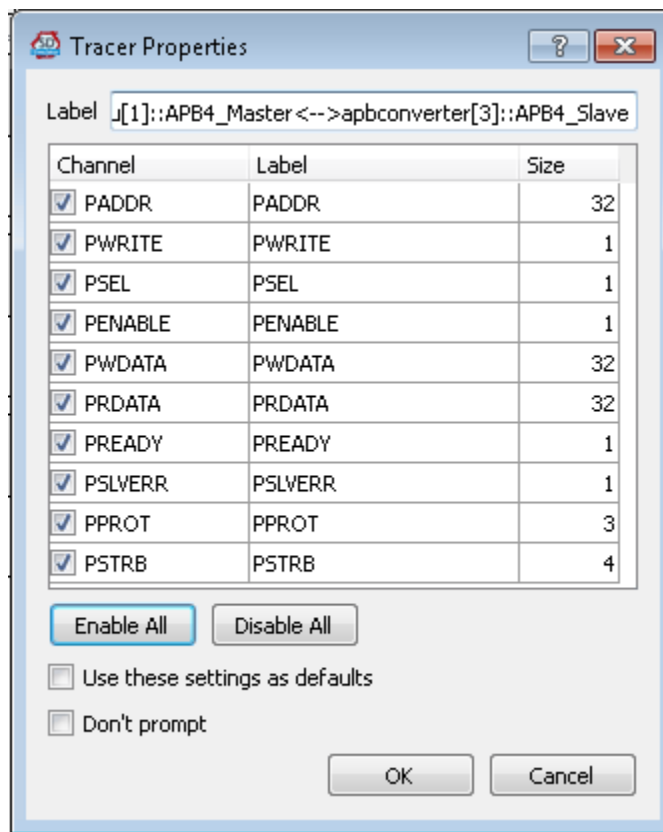 SD Tracer Properties ?
Label u[1]::APB4_Master<-->apbconverter[3]::APB4_Slave
Channel Label Size
PADDR PADDR 32
PWRITE PWRITE 1
PSEL PSEL 1
PENABLE PENABLE 1
PWDATA PWDATA 32
PRDATA PRDATA 32
PREADY PREADY 1
PSLVERR PSLVERR 1
PPROT PPROT 3
PSTRB PSTRB 4
Enable All Disable All
Use these settings as defaults
Don't prompt
OK Cancel